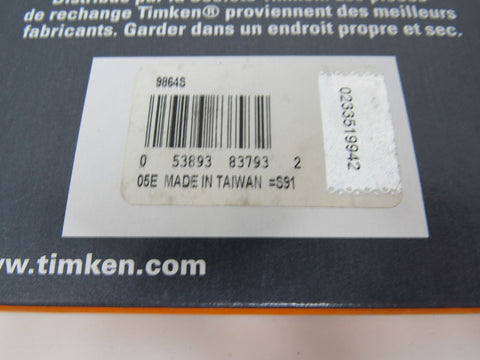 de rechange Timken® proviennent des meilleurs
fabricants. Garder dans un endroit propre et sec.
9864S
0 53893 83793 2
05E MADE IN TAIWAN =S91
0233519942
www.timken.com